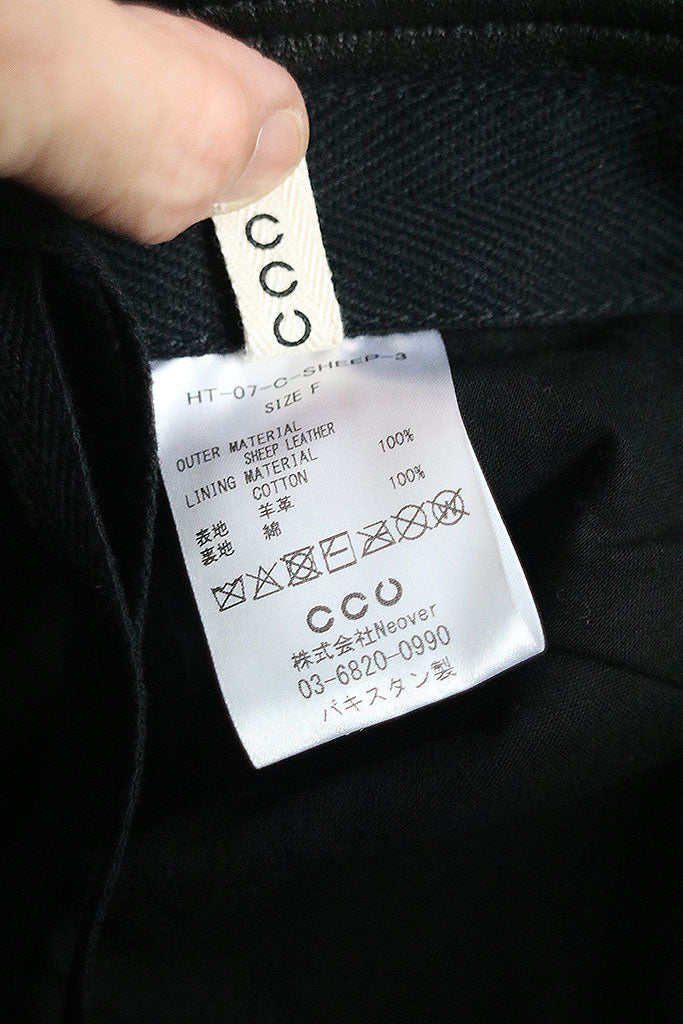 CCU
HT-07-C-SHEEP-3
SIZE F
OUTER MATERIAL
SHEEP LEATHER 100%
LINING MATERIAL
COTTON 100%
表地 羊革
裏地 綿
CCU
株式会社Neover
03-6820-0990
パキスタン製